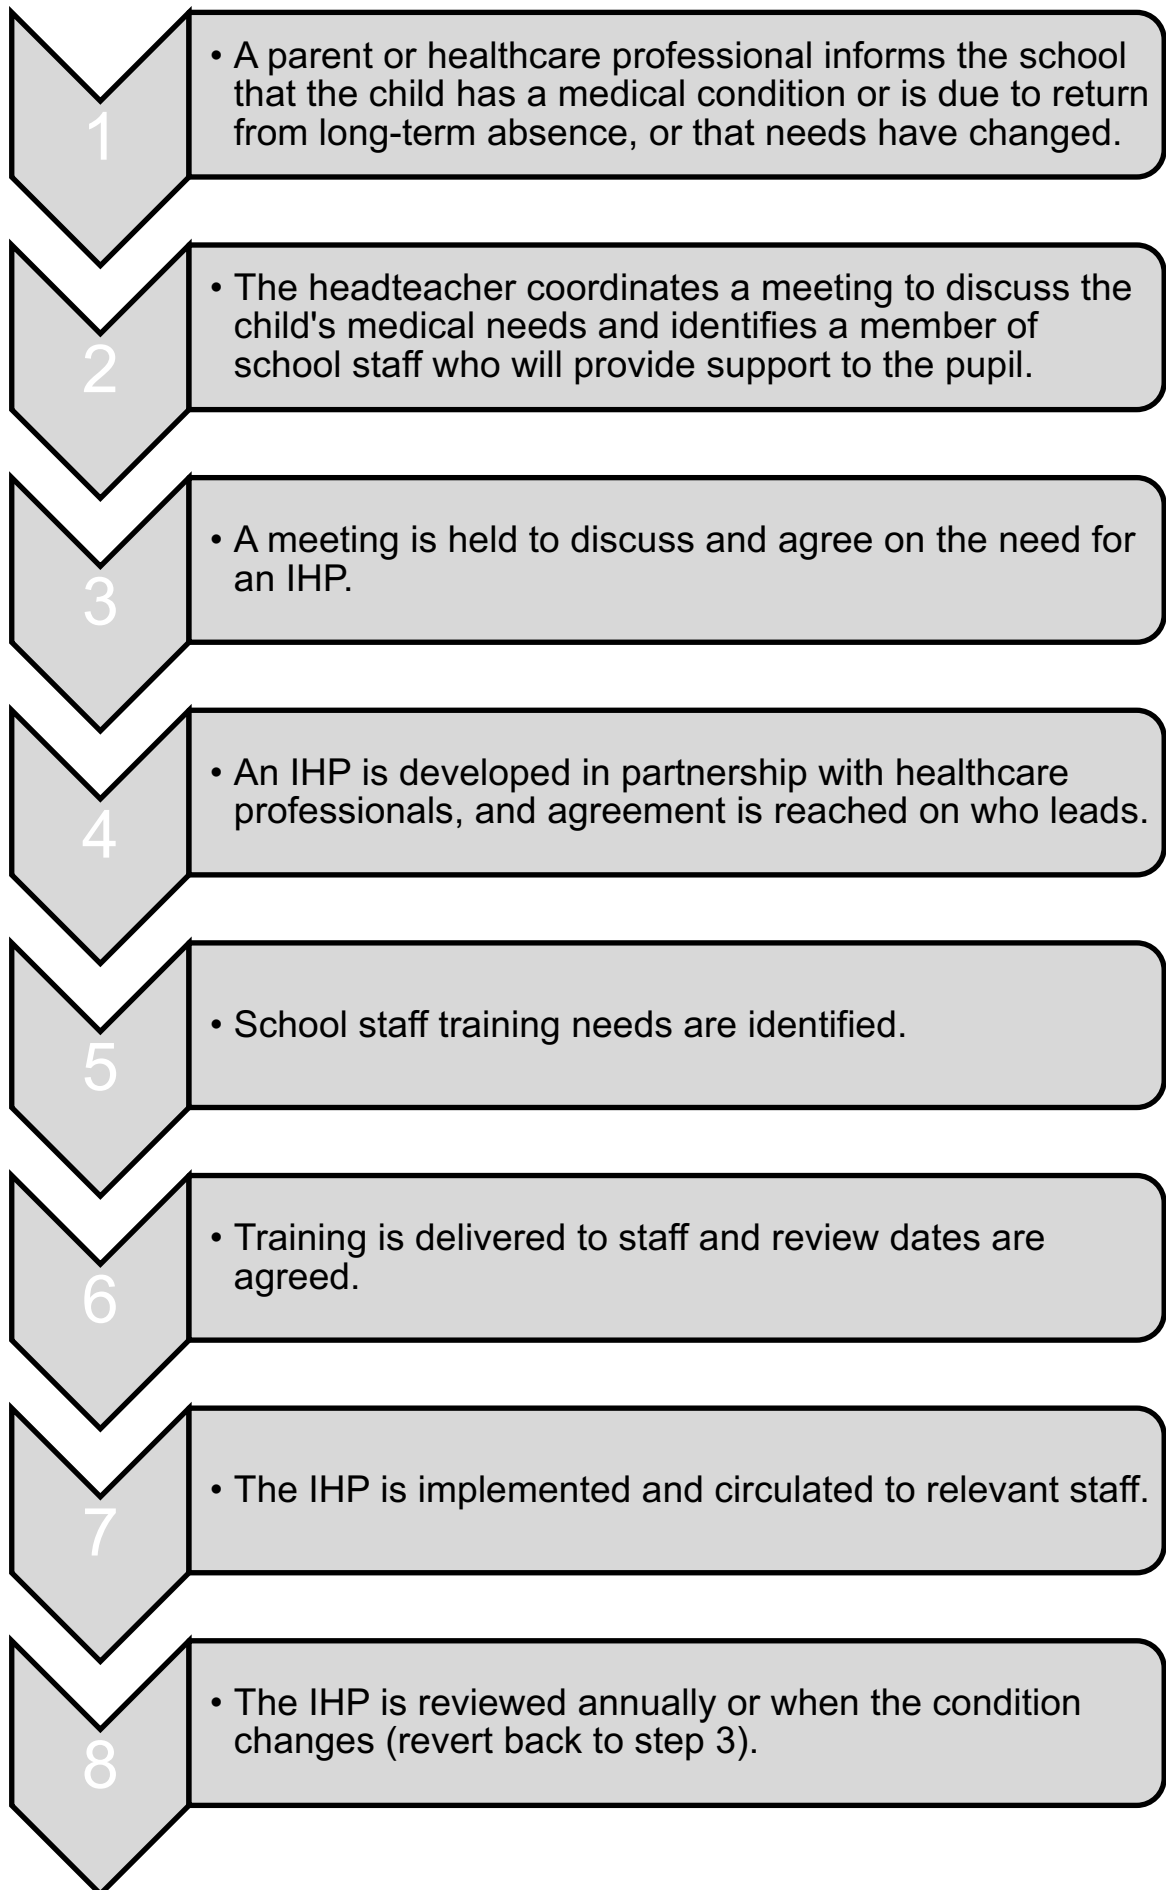 1
• A parent or healthcare professional informs the school
that the child has a medical condition or is due to return
from long-term absence, or that needs have changed.
2
• The headteacher coordinates a meeting to discuss the
child's medical needs and identifies a member of
school staff who will provide support to the pupil.
3
• A meeting is held to discuss and agree on the need for
an IHP.
4
• An IHP is developed in partnership with healthcare
professionals, and agreement is reached on who leads.
5
• School staff training needs are identified.
6
• Training is delivered to staff and review dates are
agreed.
7
• The IHP is implemented and circulated to relevant staff.
8
• The IHP is reviewed annually or when the condition
changes (revert back to step 3).